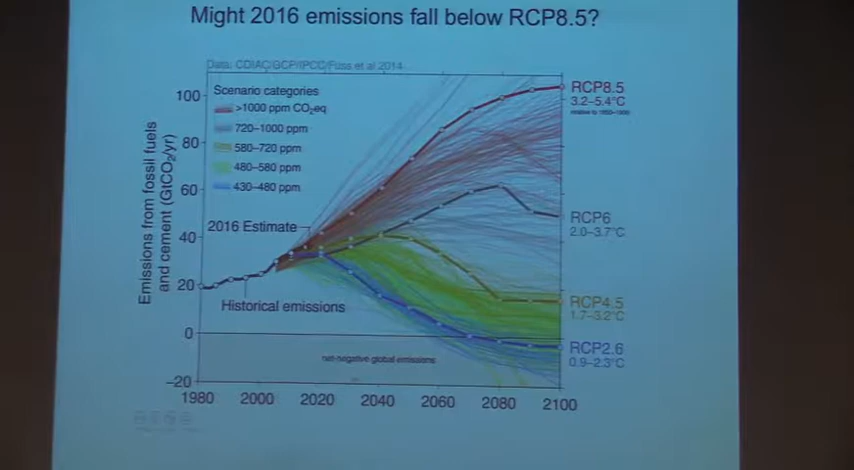 Might 2016 emissions fall below RCP8.5?
Data: CDIAC/GCP/IPCC/Fuss et al 2014
Scenario categories
>1000 ppm CO₂eq
720–1000 ppm
580–720 ppm
480–580 ppm
430–480 ppm
Emissions from fossil fuels
and cement (GtCO₂/yr)
100
80
60
40
20
0
−20
2016 Estimate
Historical emissions
net-negative global emissions
RCP8.5
3.2–5.4°C
relative to 1850–1900
RCP6
2.0–3.7°C
RCP4.5
1.7–3.2°C
RCP2.6
0.9–2.3°C
1980
2000
2020
2040
2060
2080
2100